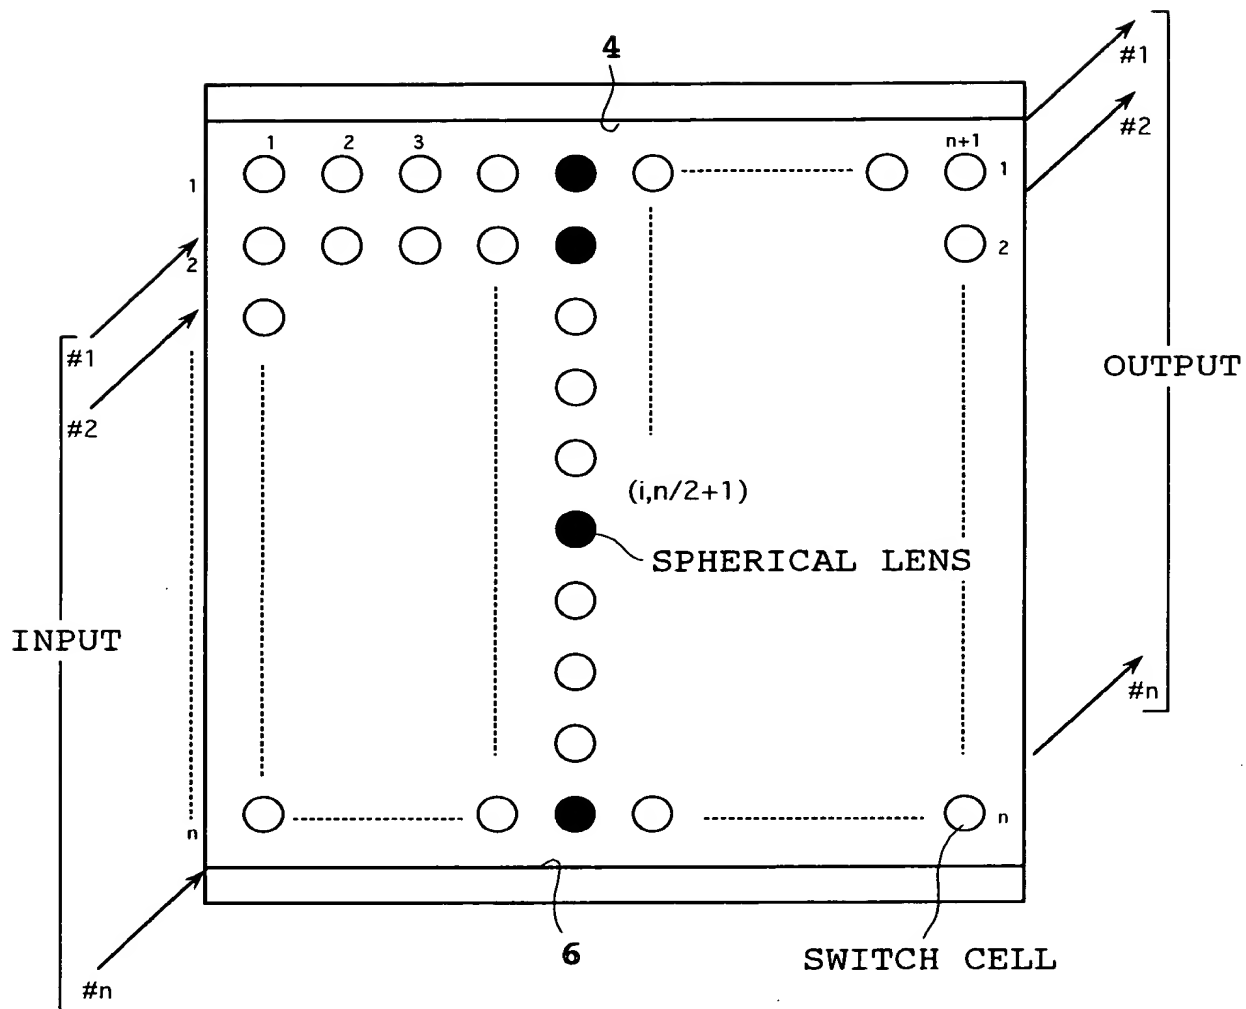 4
#1
#2
1 2 3 n+1
1 1
2 2
#1
#2
OUTPUT
(i,n/2+1)
SPHERICAL LENS
INPUT
#n
n n
6
SWITCH CELL
#n